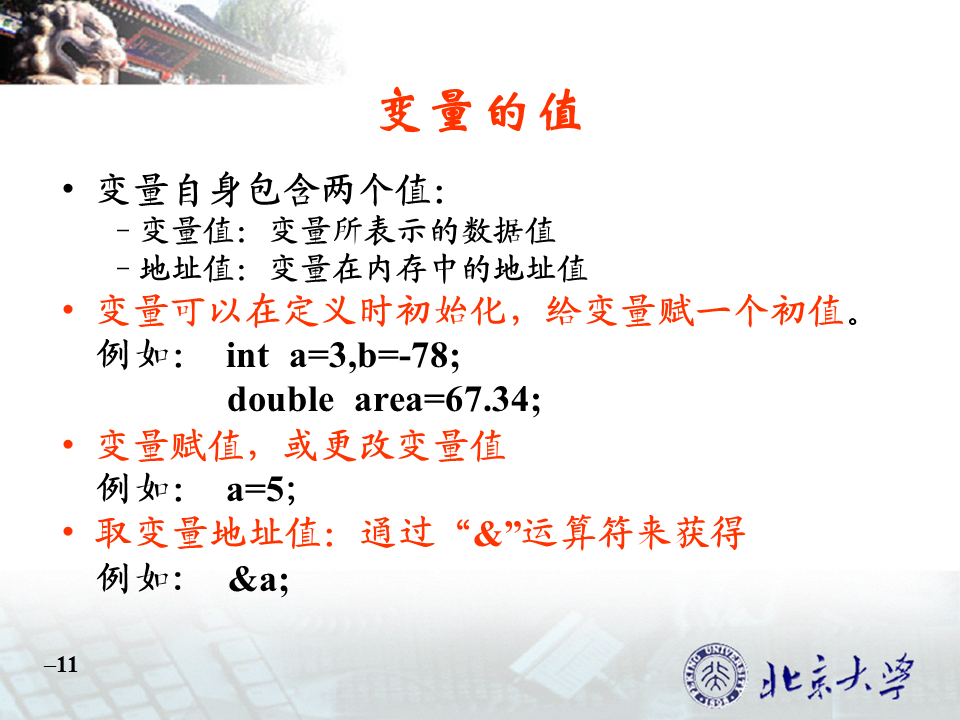 变量的值
• 变量自身包含两个值：
–变量值：变量所表示的数据值
–地址值：变量在内存中的地址值
• 变量可以在定义时初始化，给变量赋一个初值。
例如： int a=3,b=-78;
double area=67.34;
• 变量赋值，或更改变量值
例如： a=5；
• 取变量地址值：通过“&”运算符来获得
例如： &a;
–11
PEKING UNIVERSITY
1898
北京大学